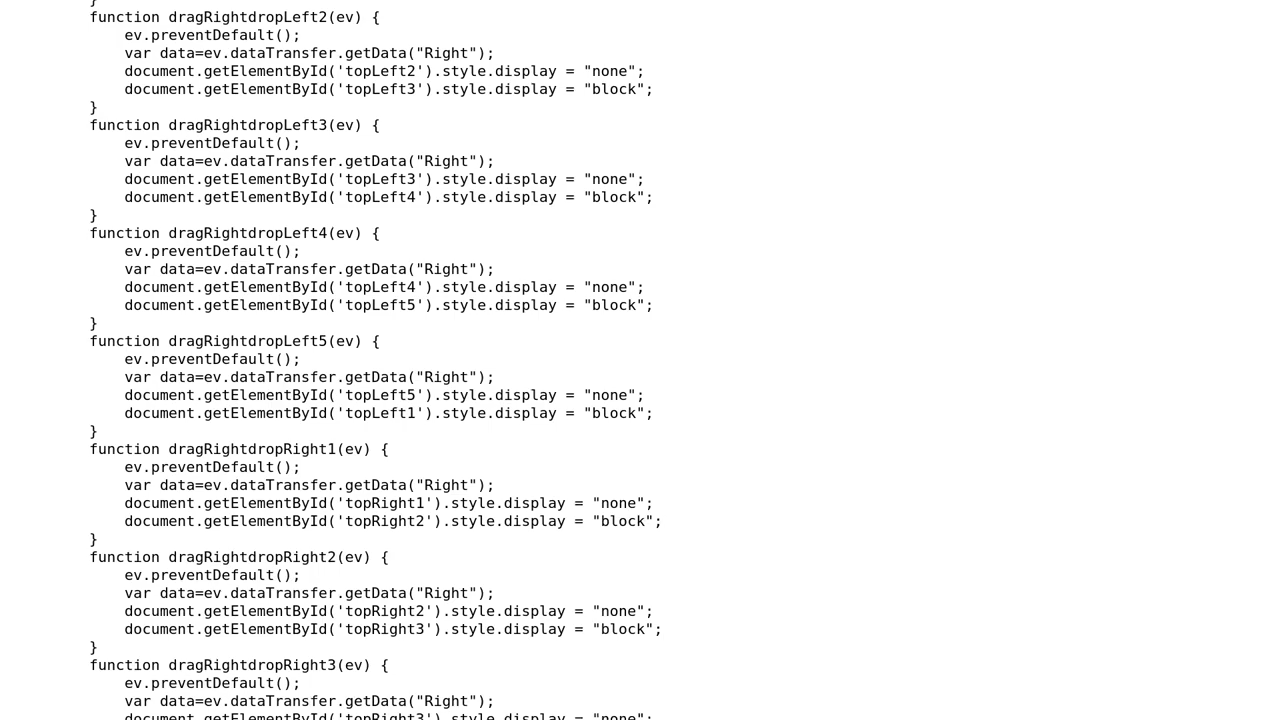 }
function dragRightdropLeft2(ev) {
    ev.preventDefault();
    var data=ev.dataTransfer.getData("Right");
    document.getElementById('topLeft2').style.display = "none";
    document.getElementById('topLeft3').style.display = "block";
}
function dragRightdropLeft3(ev) {
    ev.preventDefault();
    var data=ev.dataTransfer.getData("Right");
    document.getElementById('topLeft3').style.display = "none";
    document.getElementById('topLeft4').style.display = "block";
}
function dragRightdropLeft4(ev) {
    ev.preventDefault();
    var data=ev.dataTransfer.getData("Right");
    document.getElementById('topLeft4').style.display = "none";
    document.getElementById('topLeft5').style.display = "block";
}
function dragRightdropLeft5(ev) {
    ev.preventDefault();
    var data=ev.dataTransfer.getData("Right");
    document.getElementById('topLeft5').style.display = "none";
    document.getElementById('topLeft1').style.display = "block";
}
function dragRightdropRight1(ev) {
    ev.preventDefault();
    var data=ev.dataTransfer.getData("Right");
    document.getElementById('topRight1').style.display = "none";
    document.getElementById('topRight2').style.display = "block";
}
function dragRightdropRight2(ev) {
    ev.preventDefault();
    var data=ev.dataTransfer.getData("Right");
    document.getElementById('topRight2').style.display = "none";
    document.getElementById('topRight3').style.display = "block";
}
function dragRightdropRight3(ev) {
    ev.preventDefault();
    var data=ev.dataTransfer.getData("Right");
    document.getElementById('topRight3').style.display = "none";